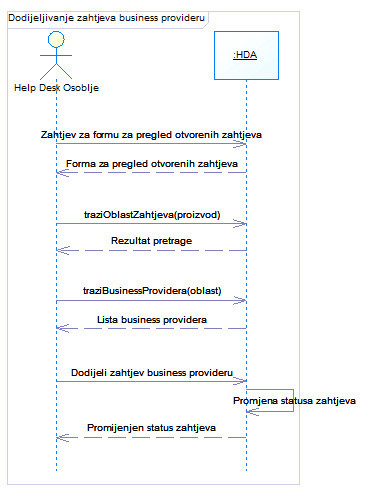 Dodijeljivanje zahtjeva business provideru
:HDA
Help Desk Osoblje
Zahtjev za formu za pregled otvorenih zahtjeva
Forma za pregled otvorenih zahtjeva
traziOblastZahtjeva(proizvod)
Rezultat pretrage
traziBusinessProvidera(oblast)
Lista business providera
Dodijeli zahtjev business provideru
Promjena statusa zahtjeva
Promijenjen status zahtjeva